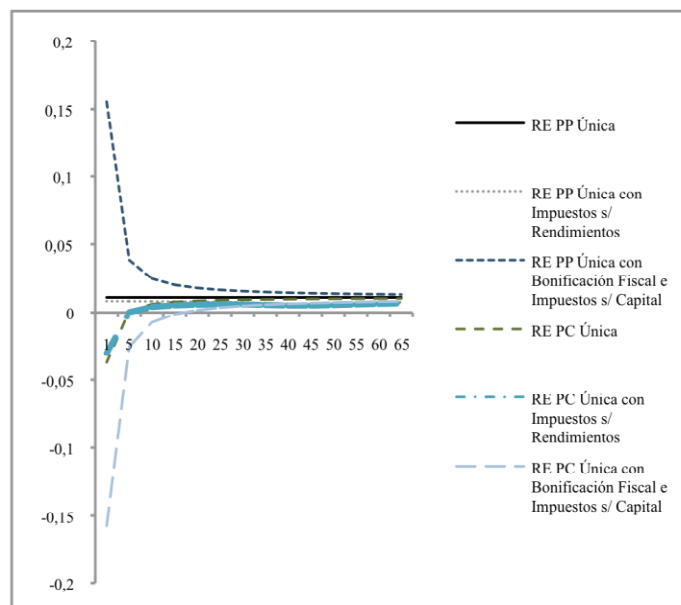 0,2
0,15
0,1
0,05
0
-0,05
-0,1
-0,15
-0,2
1 5 10 15 20 25 30 35 40 45 50 55 60 65
RE PP Única
RE PP Única con
Impuestos s/
Rendimientos
RE PP Única con
Bonificación Fiscal e
Impuestos s/ Capital
RE PC Única
RE PC Única con
Impuestos s/
Rendimientos
RE PC Única con
Bonificación Fiscal e
Impuestos s/ Capital